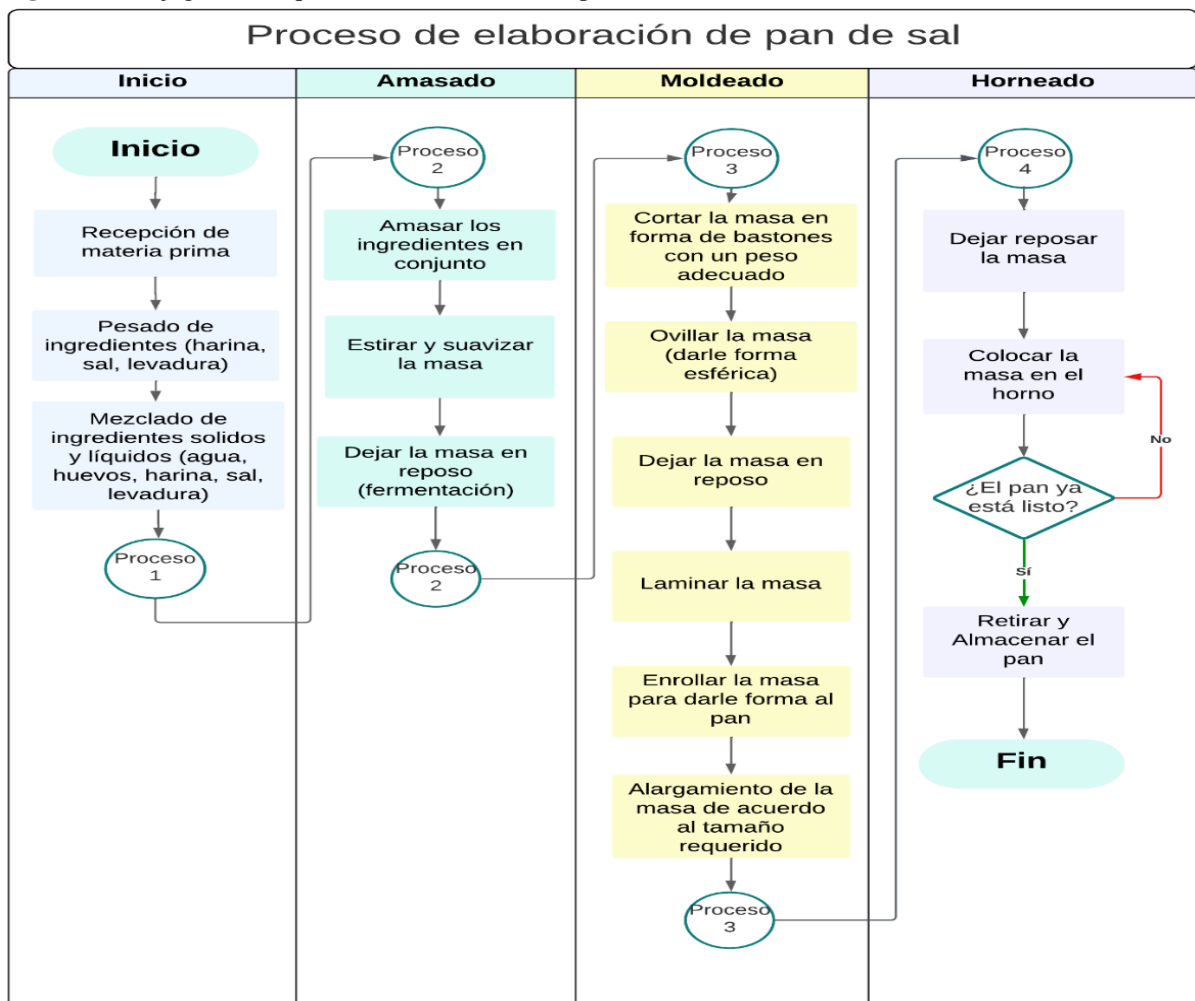 Proceso de elaboración de pan de sal
Inicio
Amasado
Moldeado
Horneado
Inicio
Recepción de
materia prima
Pesado de
ingredientes (harina,
sal, levadura)
Mezclado de
ingredientes solidos
y líquidos (agua,
huevos, harina, sal,
levadura)
Proceso
1
Proceso
2
Amasar los
ingredientes en
conjunto
Estirar y suavizar
la masa
Dejar la masa en
reposo
(fermentación)
Proceso
2
Proceso
3
Cortar la masa en
forma de bastones
con un peso
adecuado
Ovillar la masa
(darle forma
esférica)
Dejar la masa en
reposo
Laminar la masa
Enrollar la masa
para darle forma al
pan
Alargamiento de la
masa de acuerdo
al tamaño
requerido
Proceso
3
Proceso
4
Dejar reposar
la masa
Colocar la
masa en el
horno
No
¿El pan ya
está listo?
Sí
Retirar y
Almacenar el
pan
Fin